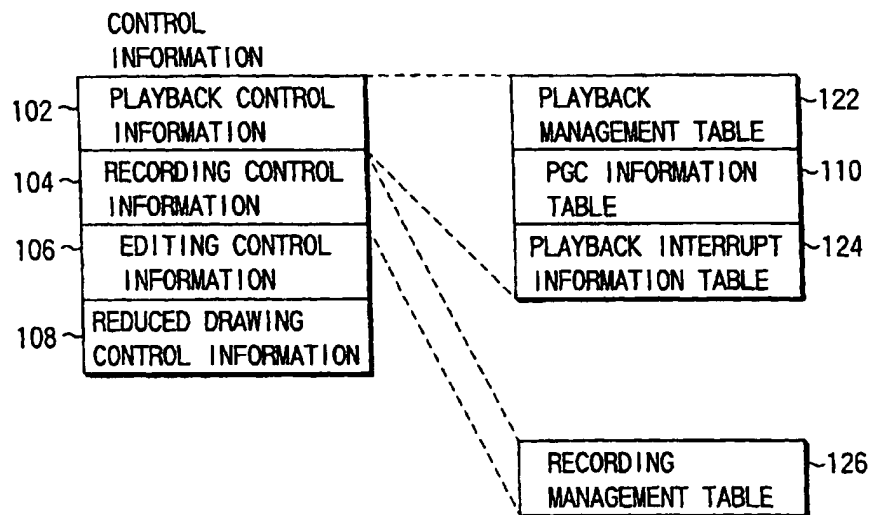 CONTROL
INFORMATION
102
PLAYBACK CONTROL
INFORMATION
104
RECORDING CONTROL
INFORMATION
106
EDITING CONTROL
INFORMATION
108
REDUCED DRAWING
CONTROL INFORMATION
PLAYBACK
MANAGEMENT TABLE
122
PGC INFORMATION
TABLE
110
PLAYBACK INTERRUPT
INFORMATION TABLE
124
RECORDING
MANAGEMENT TABLE
126